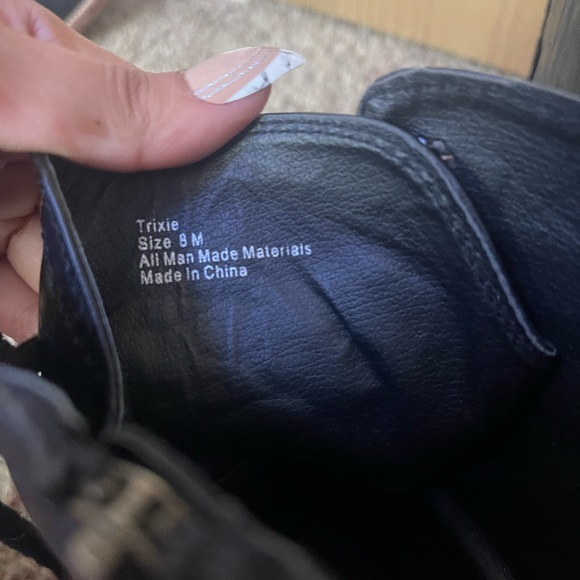 Trixie
Size 8 M
All Man Made Materials
Made In China